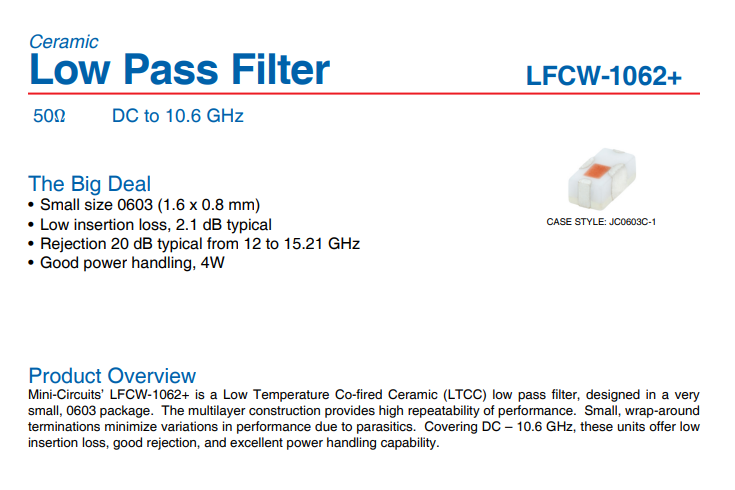 Ceramic
Low Pass Filter
LFCW-1062+
50Ω DC to 10.6 GHz
The Big Deal
• Small size 0603 (1.6 x 0.8 mm)
• Low insertion loss, 2.1 dB typical
• Rejection 20 dB typical from 12 to 15.21 GHz
• Good power handling, 4W
CASE STYLE: JC0603C-1
Product Overview
Mini-Circuits' LFCW-1062+ is a Low Temperature Co-fired Ceramic (LTCC) low pass filter, designed in a very
small, 0603 package. The multilayer construction provides high repeatability of performance. Small, wrap-around
terminations minimize variations in performance due to parasitics. Covering DC – 10.6 GHz, these units offer low
insertion loss, good rejection, and excellent power handling capability.